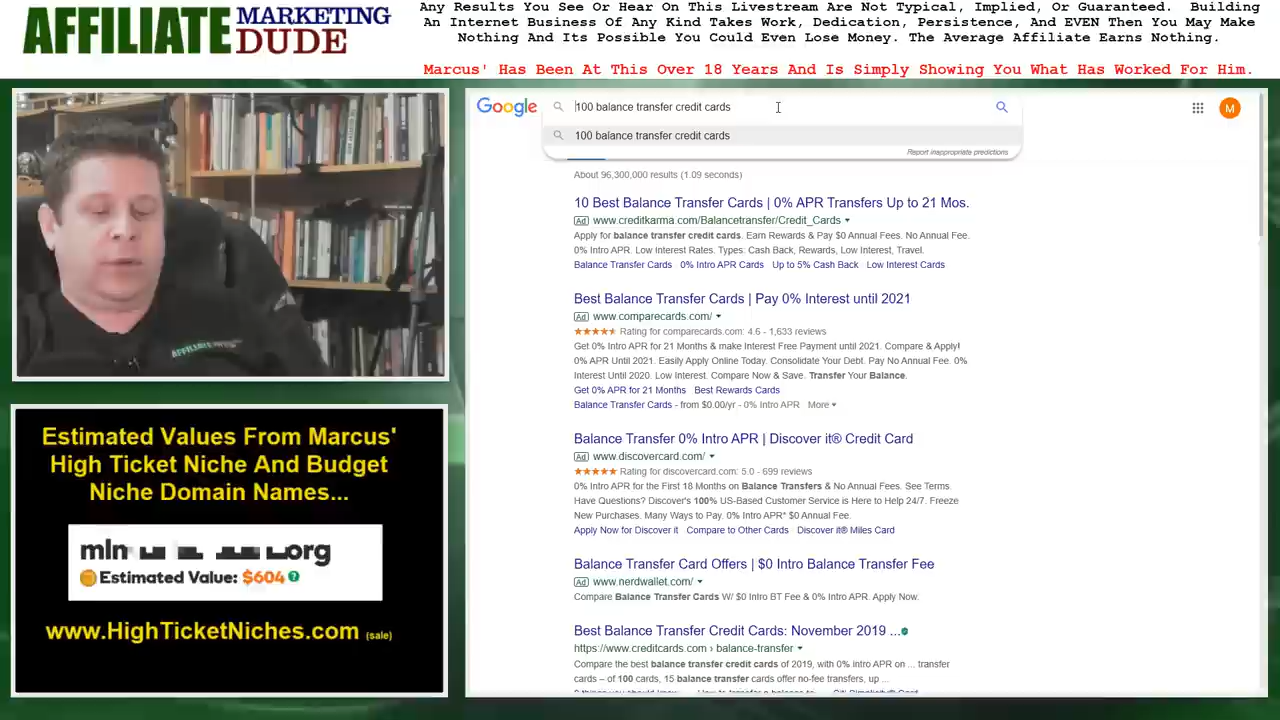 AFFILIATE MARKETING DUDE
Any Results You See or Hear On This Livestream Are Not Typical, Implied, Or Guaranteed. Building
An Internet Business Of Any Kind Takes Work, Dedication, Persistence, And EVEN Then You May Make
Nothing And Its Possible You Could Even Lose Money. The Average Affiliate Earns Nothing.
Marcus' Has Been At This Over 18 Years And Is Simply Showing You What Has Worked For Him.
AFFILIATE
Estimated Values From Marcus'
High Ticket Niche And Budget
Niche Domain Names...
org
Estimated Value: $604 ?
www.HighTicketNiches.com (sale)
Google
100 balance transfer credit cards
M
100 balance transfer credit cards
Report inappropriate predictions
About 96,300,000 results (1.09 seconds)
10 Best Balance Transfer Cards | 0% APR Transfers Up to 21 Mos.
Ad www.creditkarma.com/Balancetransfer/Credit_Cards
Apply for balance transfer credit cards. Earn Rewards & Pay $0 Annual Fees. No Annual Fee.
0% Intro APR. Low Interest Rates. Types: Cash Back, Rewards, Low Interest, Travel.
Balance Transfer Cards 0% Intro APR Cards Up to 5% Cash Back Low Interest Cards
Best Balance Transfer Cards | Pay 0% Interest until 2021
Ad www.comparecards.com/
Rating for comparecards.com: 4.6 - 1,633 reviews
Get 0% Intro APR for 21 Months & make Interest Free Payment until 2021. Compare & Apply!
0% APR Until 2021. Easily Apply Online Today. Consolidate Your Debt. Pay No Annual Fee. 0%
Interest Until 2020. Low Interest. Compare Now & Save. Transfer Your Balance.
Get 0% APR for 21 Months Best Rewards Cards
Balance Transfer Cards - from $0.00/yr - 0% Intro APR More
Balance Transfer 0% Intro APR | Discover it® Credit Card
Ad www.discovercard.com/
Rating for discovercard.com: 5.0 - 699 reviews
0% Intro APR for the First 18 Months on Balance Transfers & No Annual Fees. See Terms.
Have Questions? Discover's 100% US-Based Customer Service is Here to Help 24/7. Freeze
New Purchases. Many Ways to Pay. 0% Intro APR* $0 Annual Fee.
Apply Now for Discover it Compare to Other Cards Discover it® Miles Card
Balance Transfer Card Offers | $0 Intro Balance Transfer Fee
Ad www.nerdwallet.com/
Compare Balance Transfer Cards W/ $0 Intro BT Fee & 0% Intro APR. Apply Now.
Best Balance Transfer Credit Cards: November 2019 ...
https://www.creditcards.com › balance-transfer
Compare the best balance transfer credit cards of 2019, with 0% intro APR on ... transfer
cards – of 100 cards, 15 balance transfer cards offer no-fee transfers, up ...